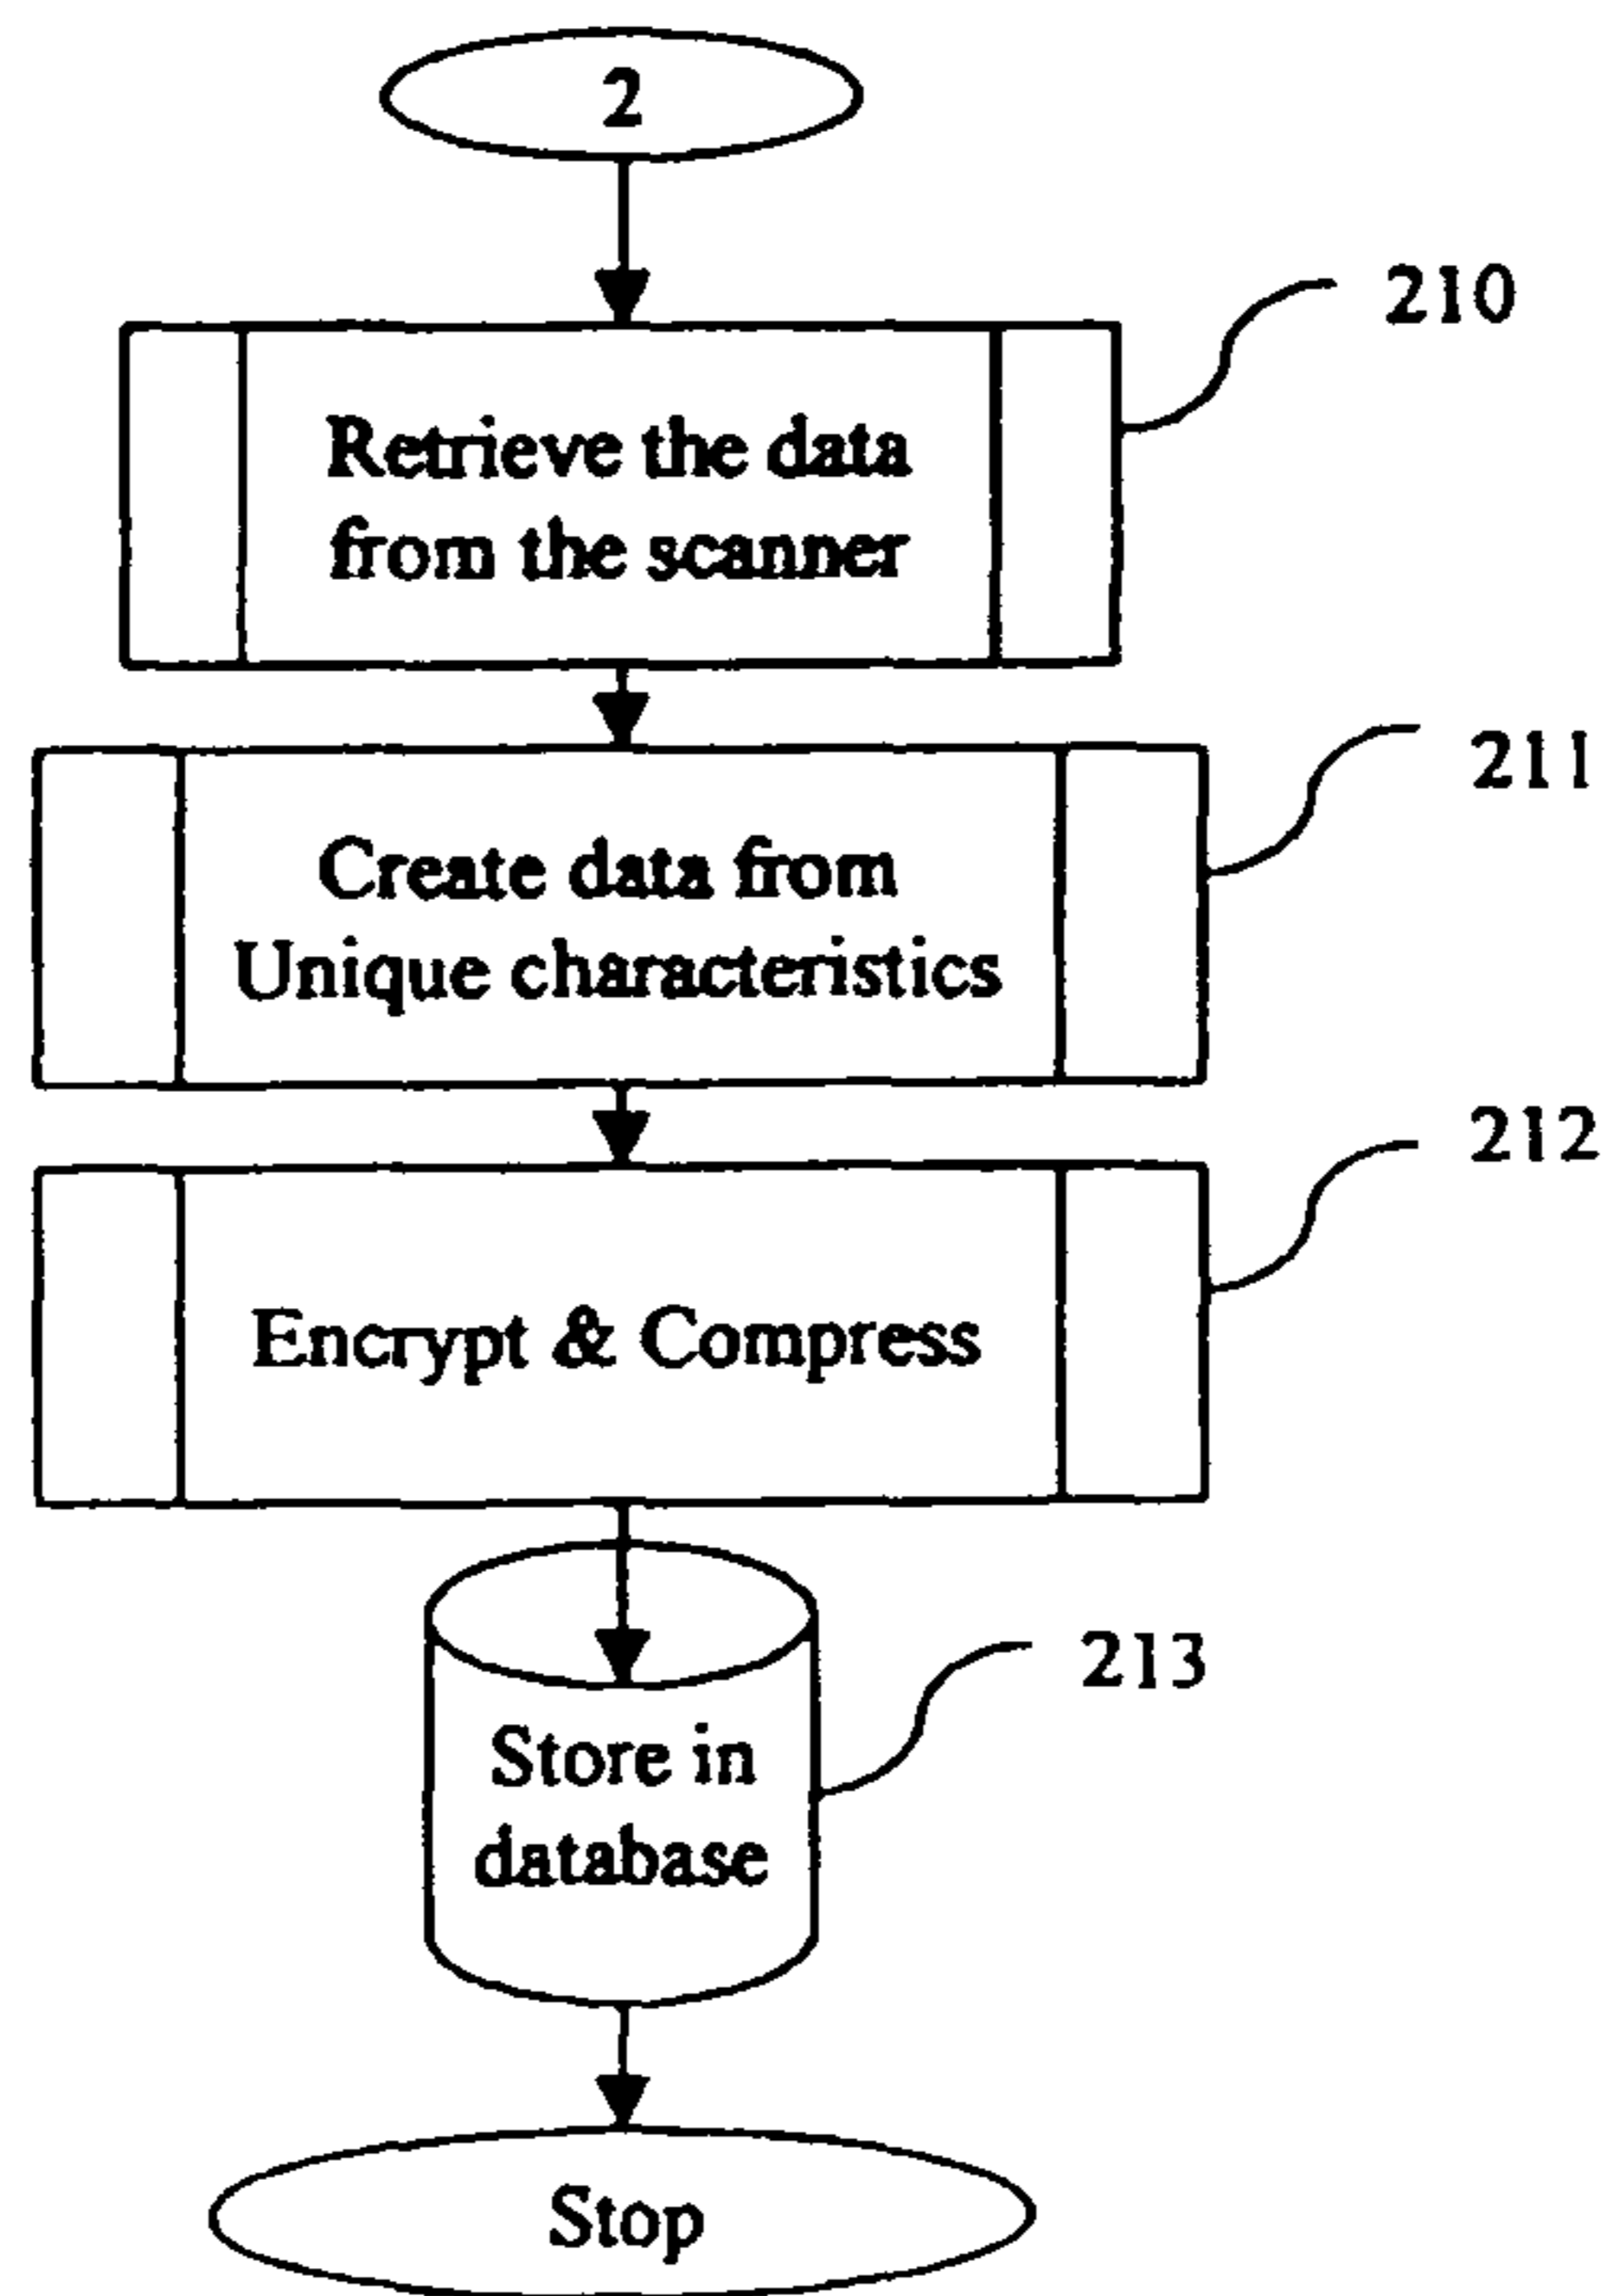 2
210
Retrieve the data
from the scanner
211
Create data from
Unique characteristics
212
Encrypt & Compress
213
Store in
database
Stop